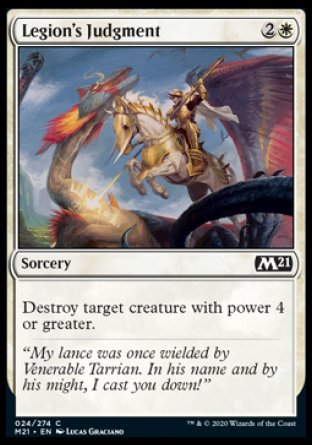 Legion's Judgment 2
Sorcery M21
Destroy target creature with power 4
or greater.
"My lance was once wielded by
Venerable Tarrian. In his name and by
his might, I cast you down!"
024/274 C
M21 • EN Lucas Graciano ™ & © 2020 Wizards of the Coast